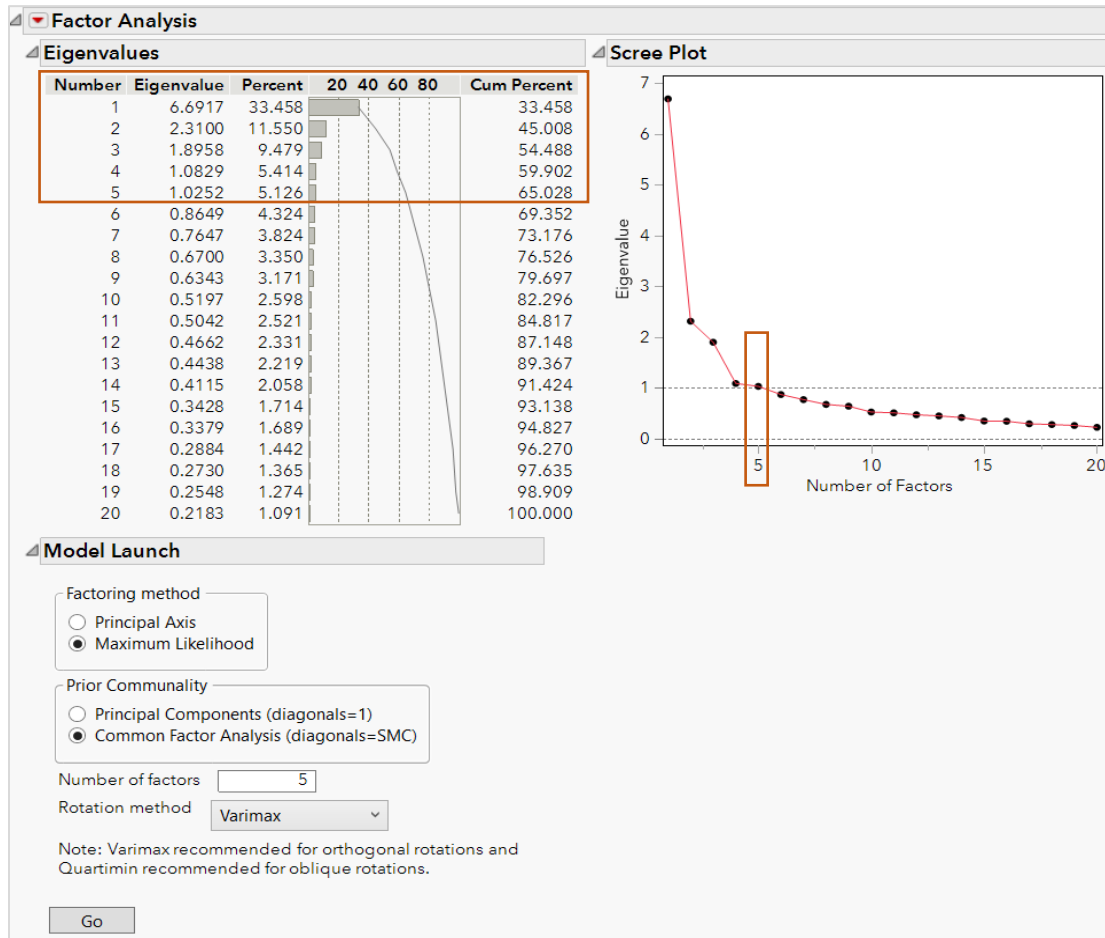 Factor Analysis
Eigenvalues
Number Eigenvalue Percent 20 40 60 80 Cum Percent
1 6.6917 33.458 33.458
2 2.3100 11.550 45.008
3 1.8958 9.479 54.488
4 1.0829 5.414 59.902
5 1.0252 5.126 65.028
6 0.8649 4.324 69.352
7 0.7647 3.824 73.176
8 0.6700 3.350 76.526
9 0.6343 3.171 79.697
10 0.5197 2.598 82.296
11 0.5042 2.521 84.817
12 0.4662 2.331 87.148
13 0.4438 2.219 89.367
14 0.4115 2.058 91.424
15 0.3428 1.714 93.138
16 0.3379 1.689 94.827
17 0.2884 1.442 96.270
18 0.2730 1.365 97.635
19 0.2548 1.274 98.909
20 0.2183 1.091 100.000
Scree Plot
7
6
5
4
3
2
1
0
Eigenvalue
5 10 15 20
Number of Factors
Model Launch
Factoring method
Principal Axis
Maximum Likelihood
Prior Communality
Principal Components (diagonals=1)
Common Factor Analysis (diagonals=SMC)
Number of factors 5
Rotation method Varimax
Note: Varimax recommended for orthogonal rotations and
Quartimin recommended for oblique rotations.
Go